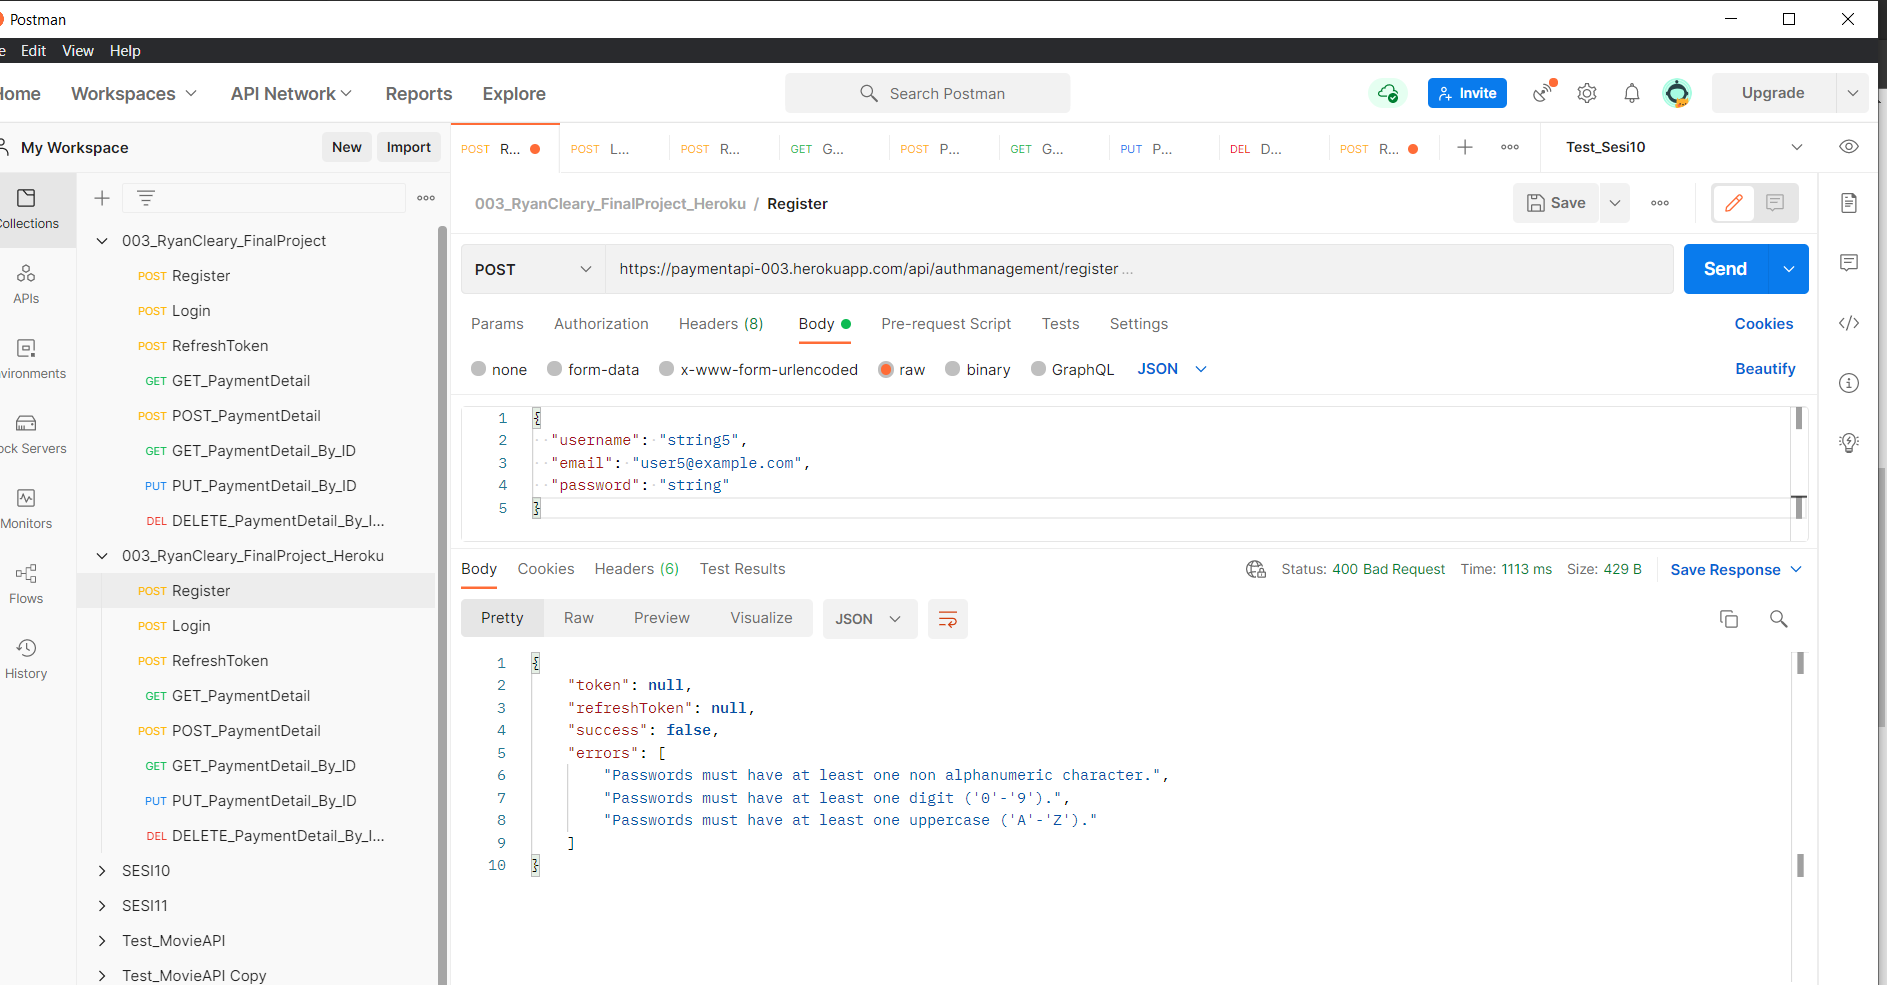 Postman
e Edit View Help
Home Workspaces API Network Reports Explore Search Postman Invite Upgrade
My Workspace New Import
POST R... POST L... POST R... GET G... POST P... GET G... PUT P... DEL D... POST R... Test_Sesi10
Collections
APIs
vironments
ock Servers
Monitors
Flows
History
003_RyanCleary_FinalProject
POST Register
POST Login
POST RefreshToken
GET GET_PaymentDetail
POST POST_PaymentDetail
GET GET_PaymentDetail_By_ID
PUT PUT_PaymentDetail_By_ID
DEL DELETE_PaymentDetail_By_I...
003_RyanCleary_FinalProject_Heroku
POST Register
POST Login
POST RefreshToken
GET GET_PaymentDetail
POST POST_PaymentDetail
GET GET_PaymentDetail_By_ID
PUT PUT_PaymentDetail_By_ID
DEL DELETE_PaymentDetail_By_I...
SESI10
SESI11
Test_MovieAPI
Test_MovieAPI Copy
003_RyanCleary_FinalProject_Heroku / Register Save
POST https://paymentapi-003.herokuapp.com/api/authmanagement/register ... Send
Params Authorization Headers (8) Body Pre-request Script Tests Settings Cookies
none form-data x-www-form-urlencoded raw binary GraphQL JSON Beautify
1 {
2 "username": "string5",
3 "email": "user5@example.com",
4 "password": "string"
5 }
Body Cookies Headers (6) Test Results Status: 400 Bad Request Time: 1113 ms Size: 429 B Save Response
Pretty Raw Preview Visualize JSON
1 {
2 "token": null,
3 "refreshToken": null,
4 "success": false,
5 "errors": [
6 "Passwords must have at least one non alphanumeric character.",
7 "Passwords must have at least one digit ('0'-'9').",
8 "Passwords must have at least one uppercase ('A'-'Z')."
9 ]
10 }